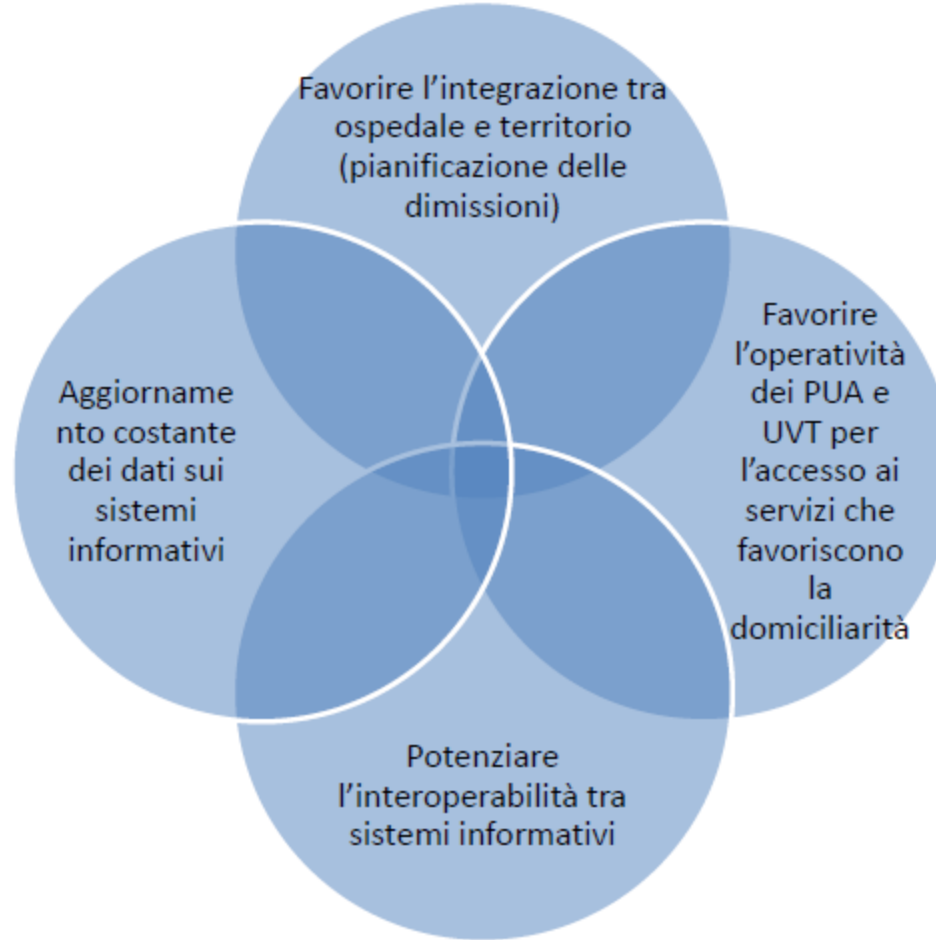 Favorire l’integrazione tra
ospedale e territorio
(pianificazione delle
dimissioni)
Favorire
l’operatività
dei PUA e
UVT per
l’accesso ai
servizi che
favoriscono
la
domiciliarità
Aggiorname
nto costante
dei dati sui
sistemi
informativi
Potenziare
l’interoperabilità tra
sistemi informativi